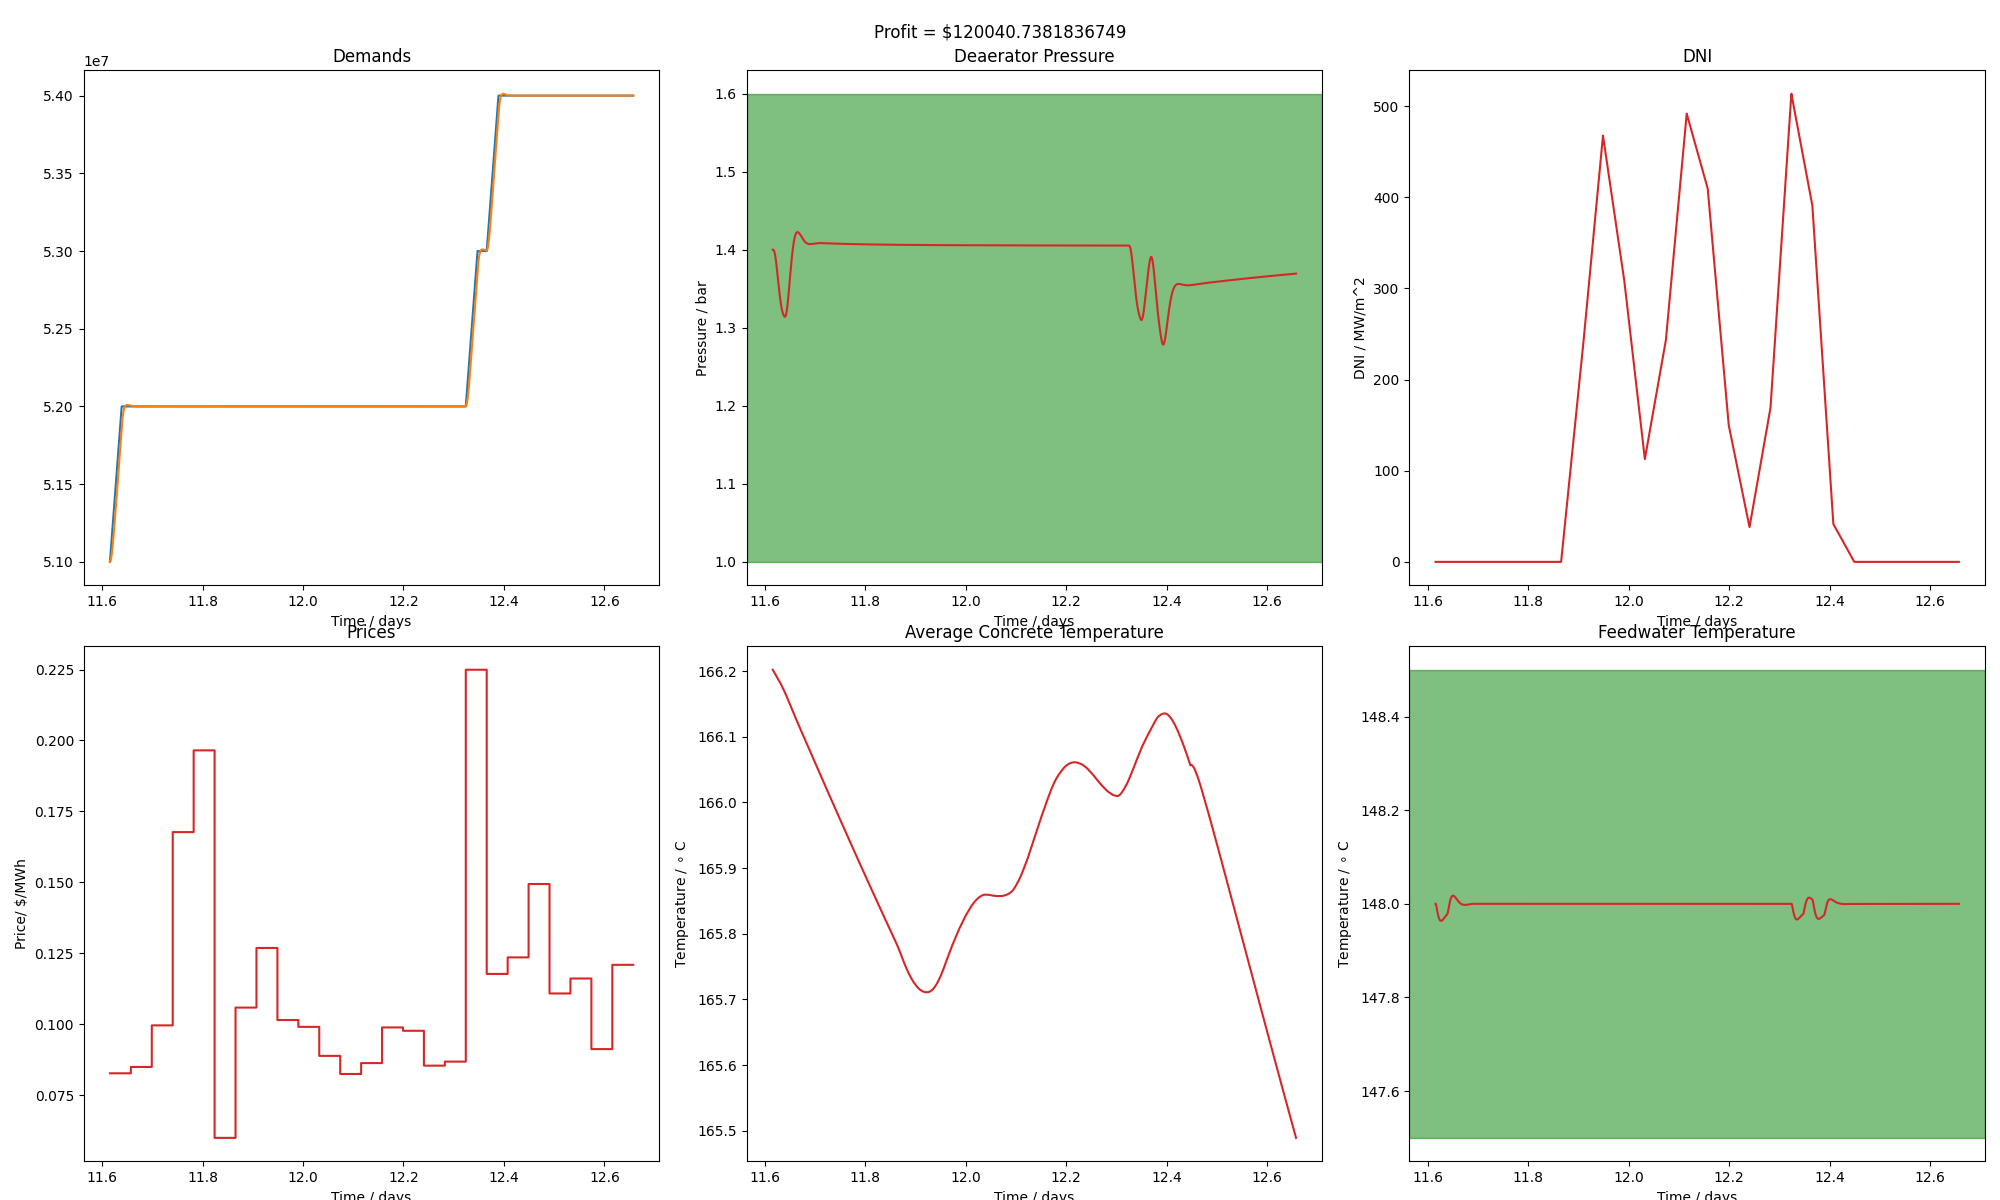 Profit = $120040.7381836749
Demands
1e7
5.40
5.35
5.30
5.25
5.20
5.15
5.10
11.6 11.8 12.0 12.2 12.4 12.6
Time / days
Deaerator Pressure
Pressure / bar
1.6
1.5
1.4
1.3
1.2
1.1
1.0
11.6 11.8 12.0 12.2 12.4 12.6
Time / days
DNI
DNI / MW/m^2
500
400
300
200
100
0
11.6 11.8 12.0 12.2 12.4 12.6
Time / days
Prices
Price/ $/MWh
0.225
0.200
0.175
0.150
0.125
0.100
0.075
11.6 11.8 12.0 12.2 12.4 12.6
Time / days
Average Concrete Temperature
Temperature / ∘ C
166.2
166.1
166.0
165.9
165.8
165.7
165.6
165.5
11.6 11.8 12.0 12.2 12.4 12.6
Time / days
Feedwater Temperature
Temperature / ∘ C
148.4
148.2
148.0
147.8
147.6
11.6 11.8 12.0 12.2 12.4 12.6
Time / days